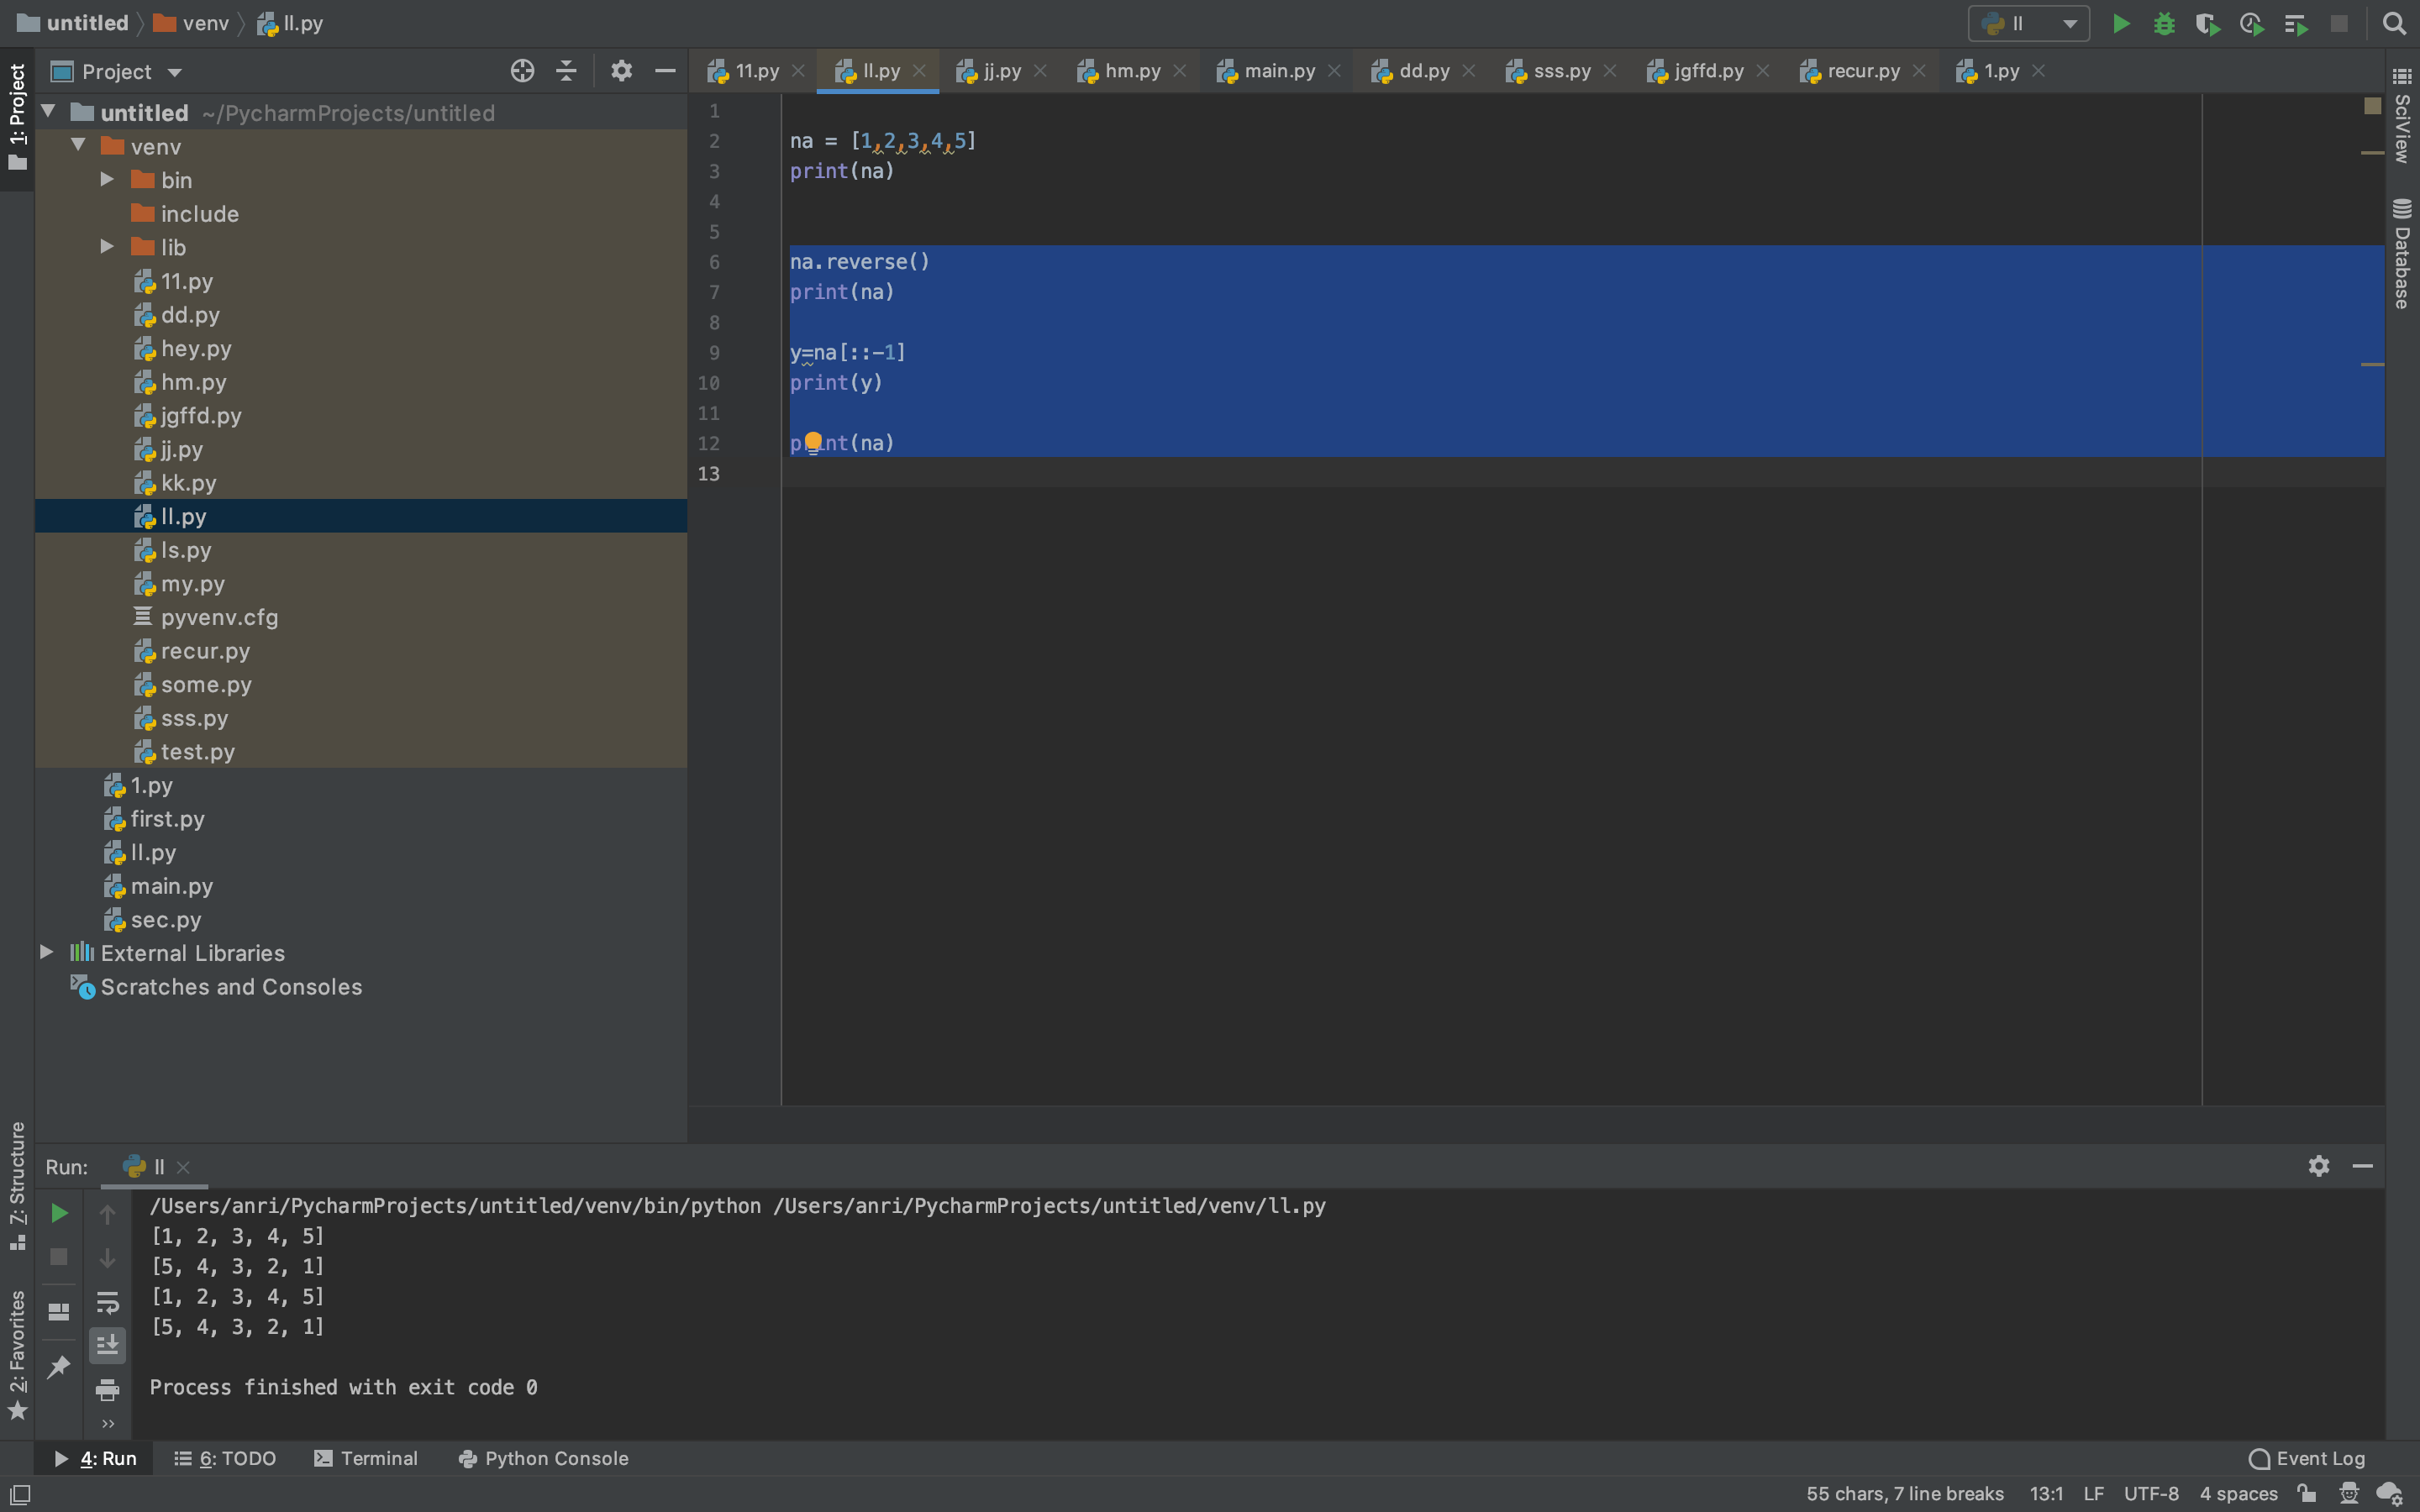 untitled venv ll.py
ll
1: Project
Project
11.py ll.py jj.py hm.py main.py dd.py sss.py jgffd.py recur.py 1.py
untitled ~/PycharmProjects/untitled
venv
bin
include
lib
11.py
dd.py
hey.py
hm.py
jgffd.py
jj.py
kk.py
ll.py
ls.py
my.py
pyvenv.cfg
recur.py
some.py
sss.py
test.py
1.py
first.py
ll.py
main.py
sec.py
External Libraries
Scratches and Consoles
1
2 na = [1,2,3,4,5]
3 print(na)
4
5
6 na.reverse()
7 print(na)
8
9 y=na[::-1]
10 print(y)
11
12 print(na)
13
SciView
Database
7: Structure
2: Favorites
Run: ll
/Users/anri/PycharmProjects/untitled/venv/bin/python /Users/anri/PycharmProjects/untitled/venv/ll.py
[1, 2, 3, 4, 5]
[5, 4, 3, 2, 1]
[1, 2, 3, 4, 5]
[5, 4, 3, 2, 1]
Process finished with exit code 0
4: Run 6: TODO Terminal Python Console Event Log
55 chars, 7 line breaks 13:1 LF UTF-8 4 spaces